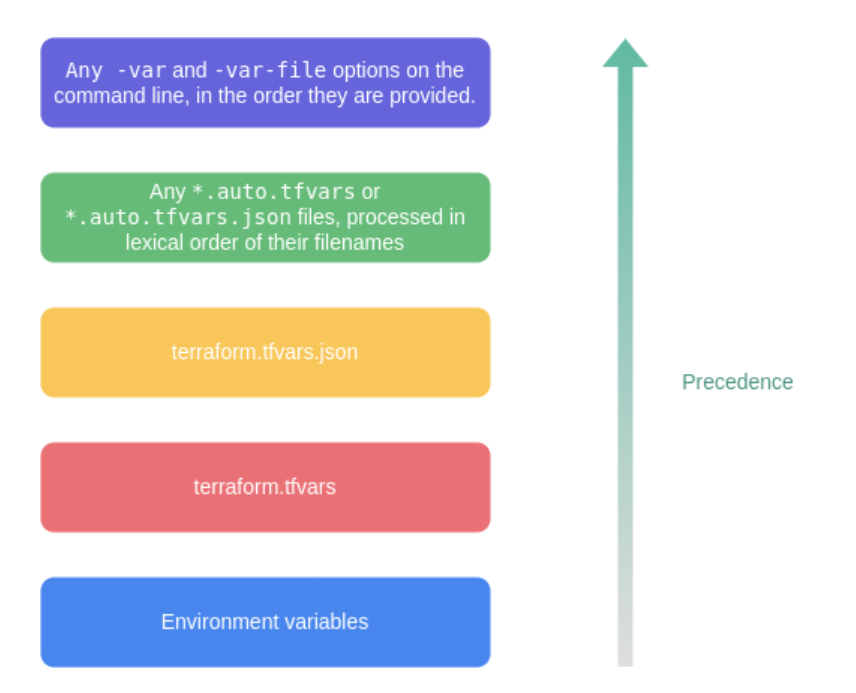 Any -var and -var-file options on the
command line, in the order they are provided.
Any *.auto.tfvars or
*.auto.tfvars.json files, processed in
lexical order of their filenames
terraform.tfvars.json
Precedence
terraform.tfvars
Environment variables